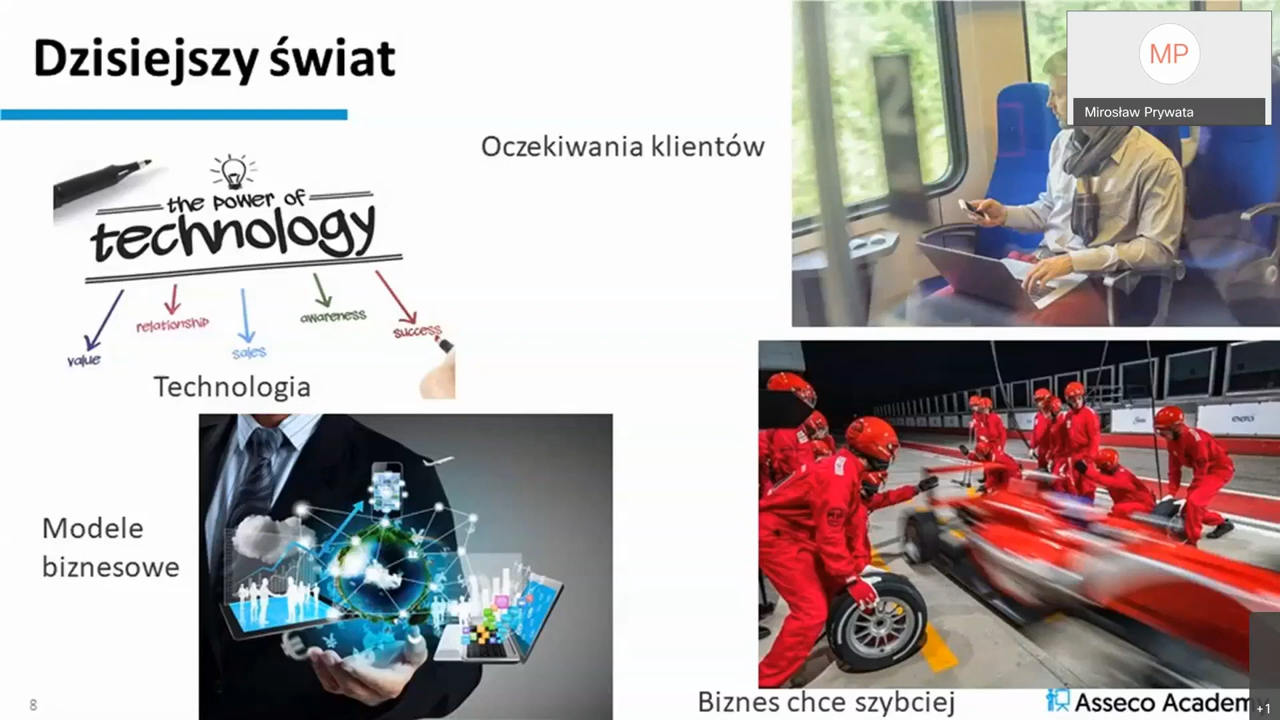 Dzisiejszy świat
MP
Mirosław Prywata
Oczekiwania klientów
the power of
technology
value
relationship
sales
awareness
success
Technologia
Modele
biznesowe
Biznes chce szybciej
8
Asseco Academy
+1